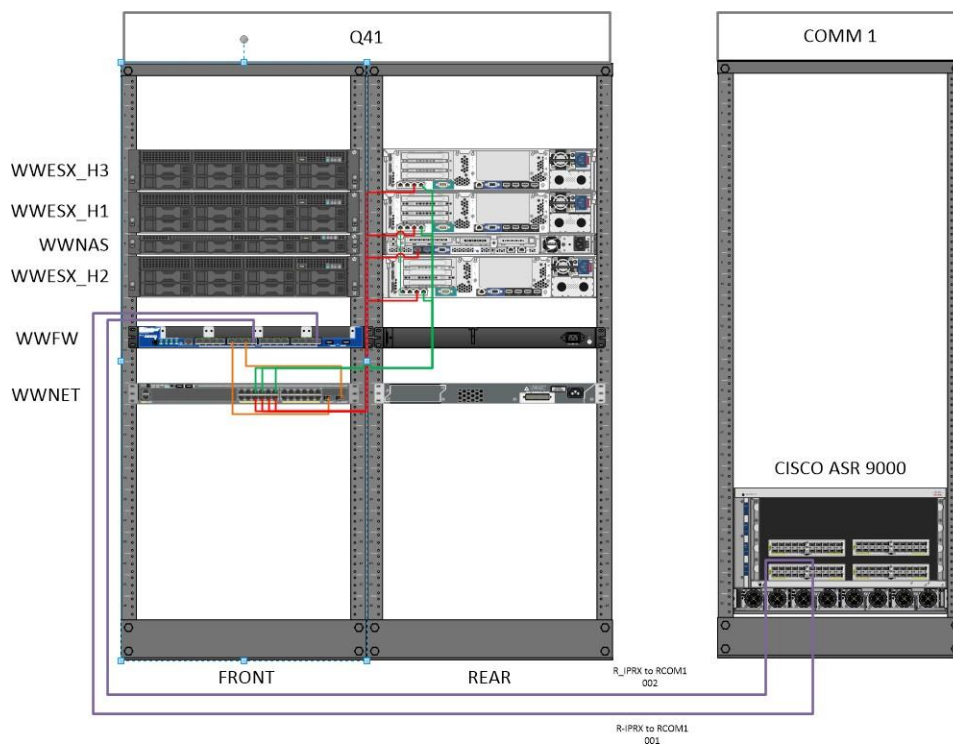 Q41
COMM 1
WWESX_H3
WWESX_H1
WWNAS
WWESX_H2
WWFW
WWNET
CISCO ASR 9000
FRONT
REAR
R_IPRX to RCOM1
002
R-IPRX to RCOM1
001